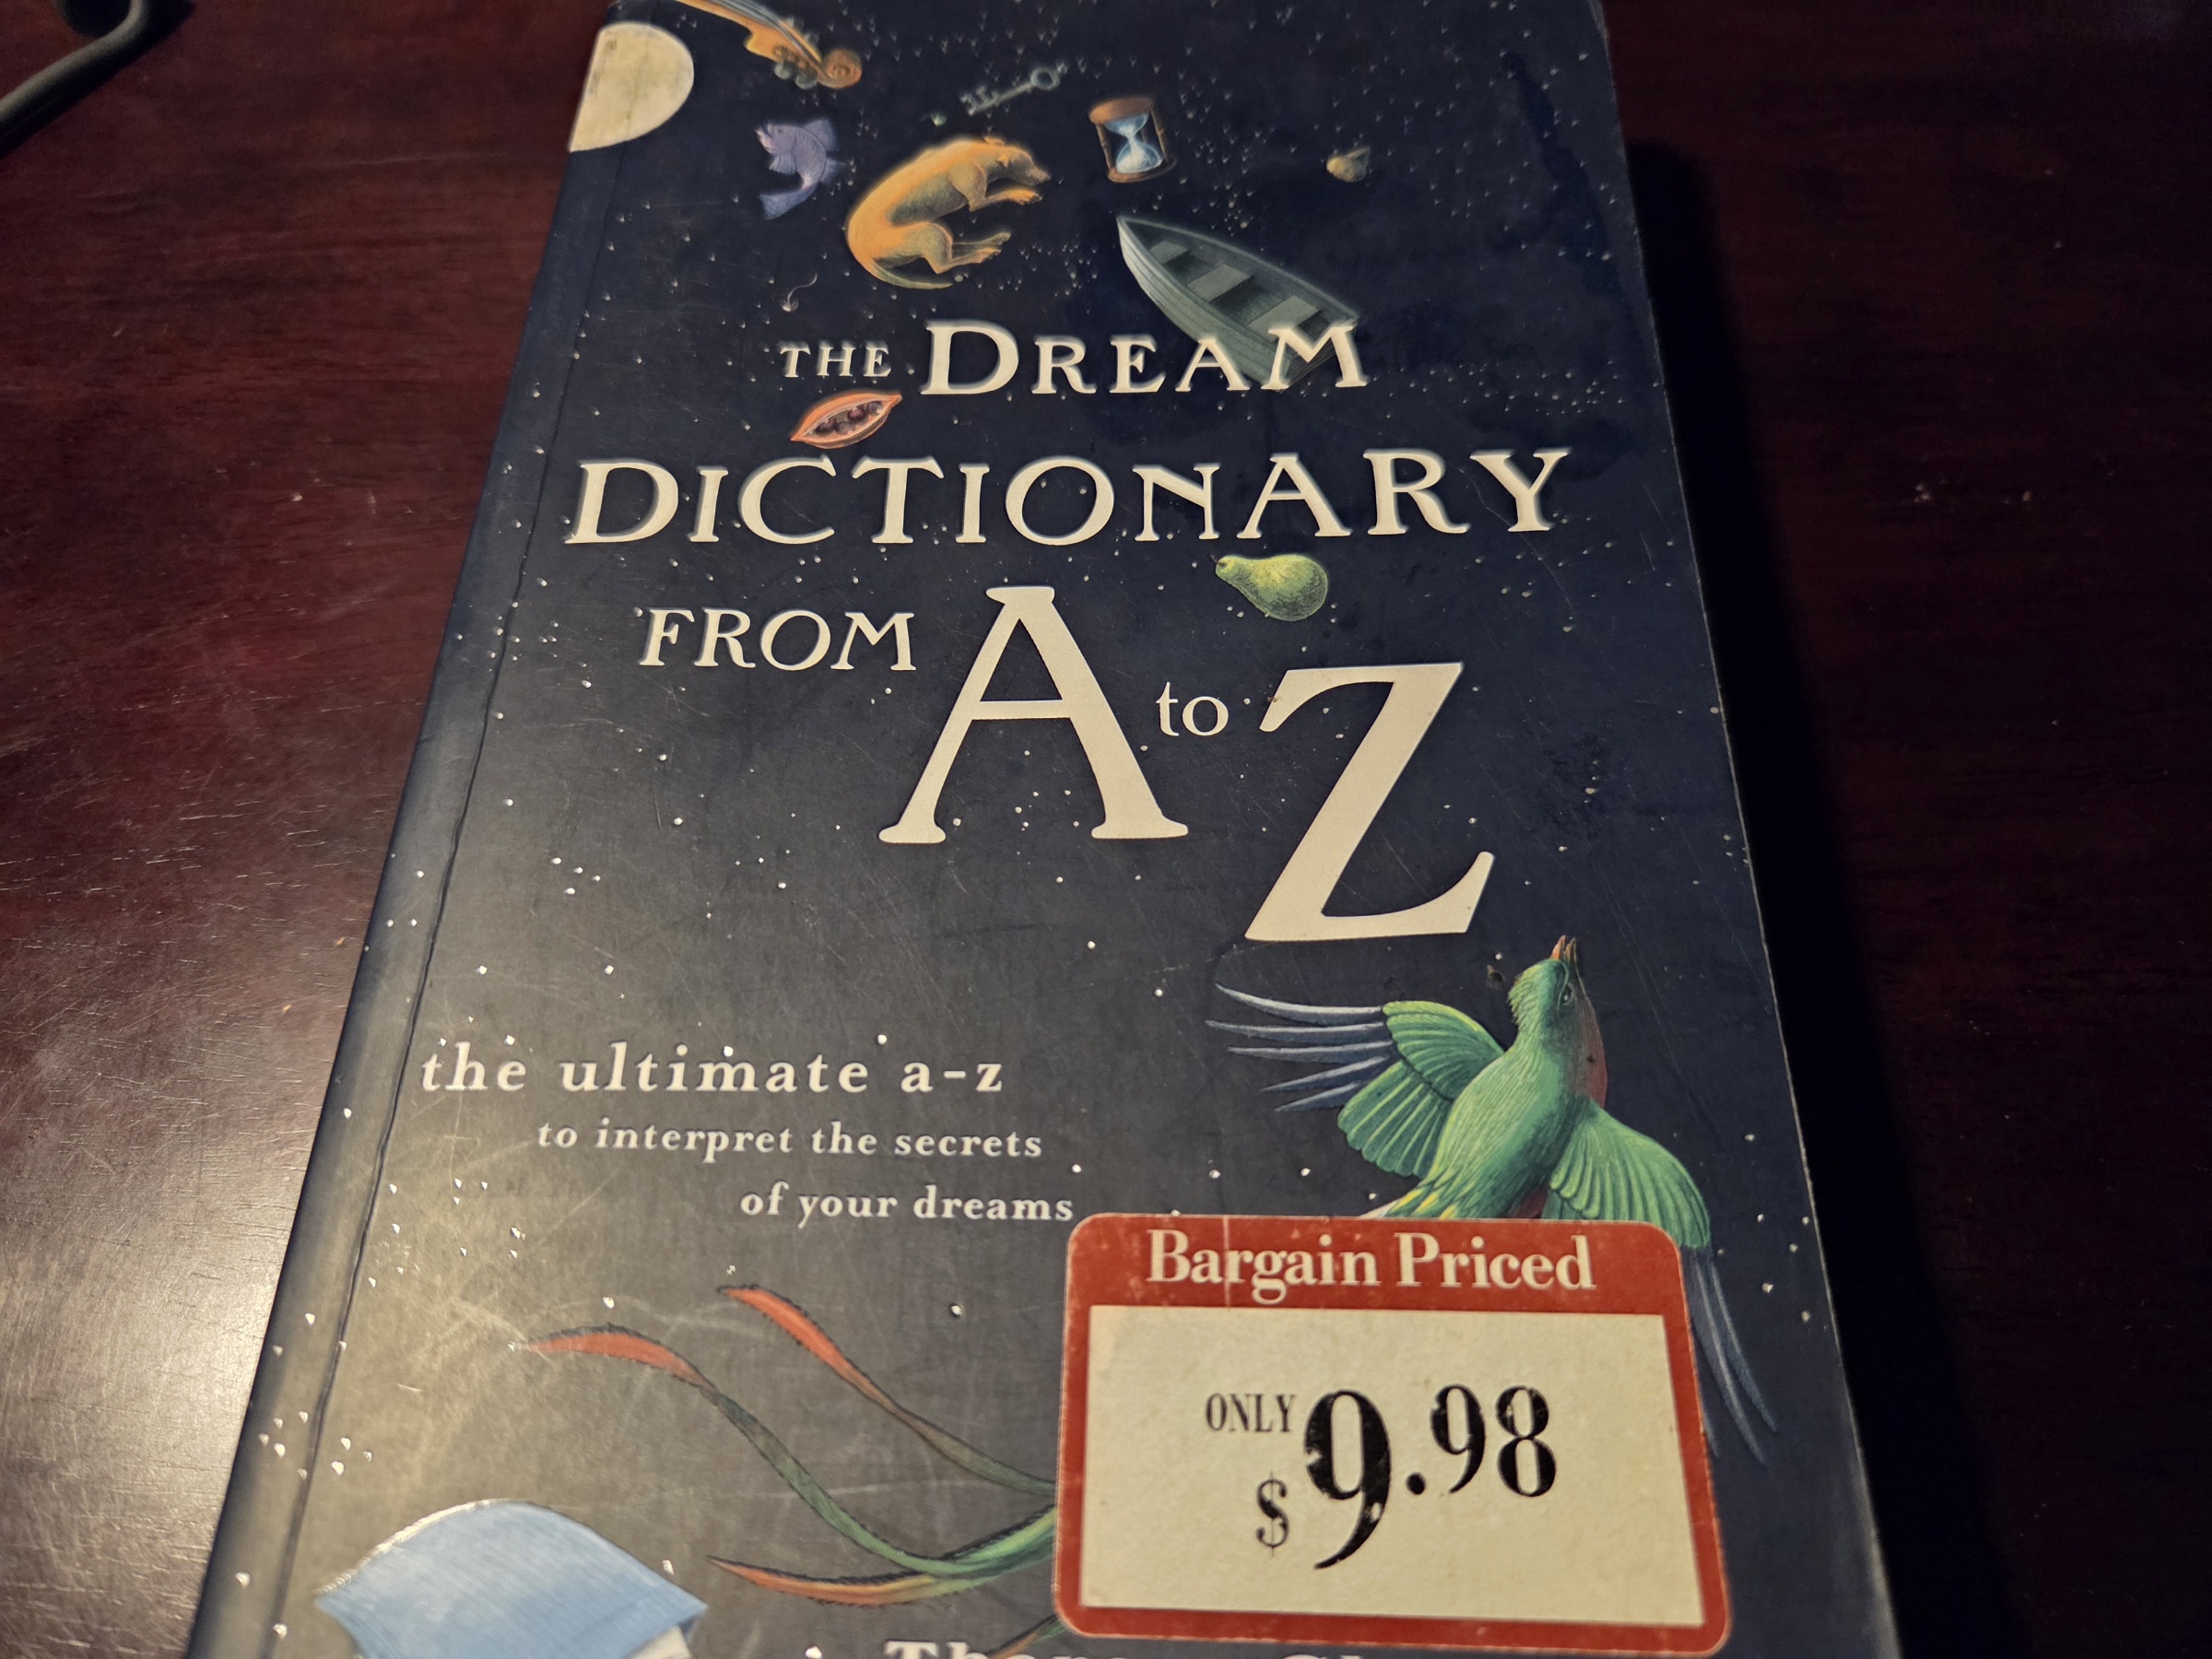 THE DREAM
DICTIONARY
FROM A to Z
the ultimate a-z
to interpret the secrets
of your dreams
Bargain Priced
ONLY
$9.98